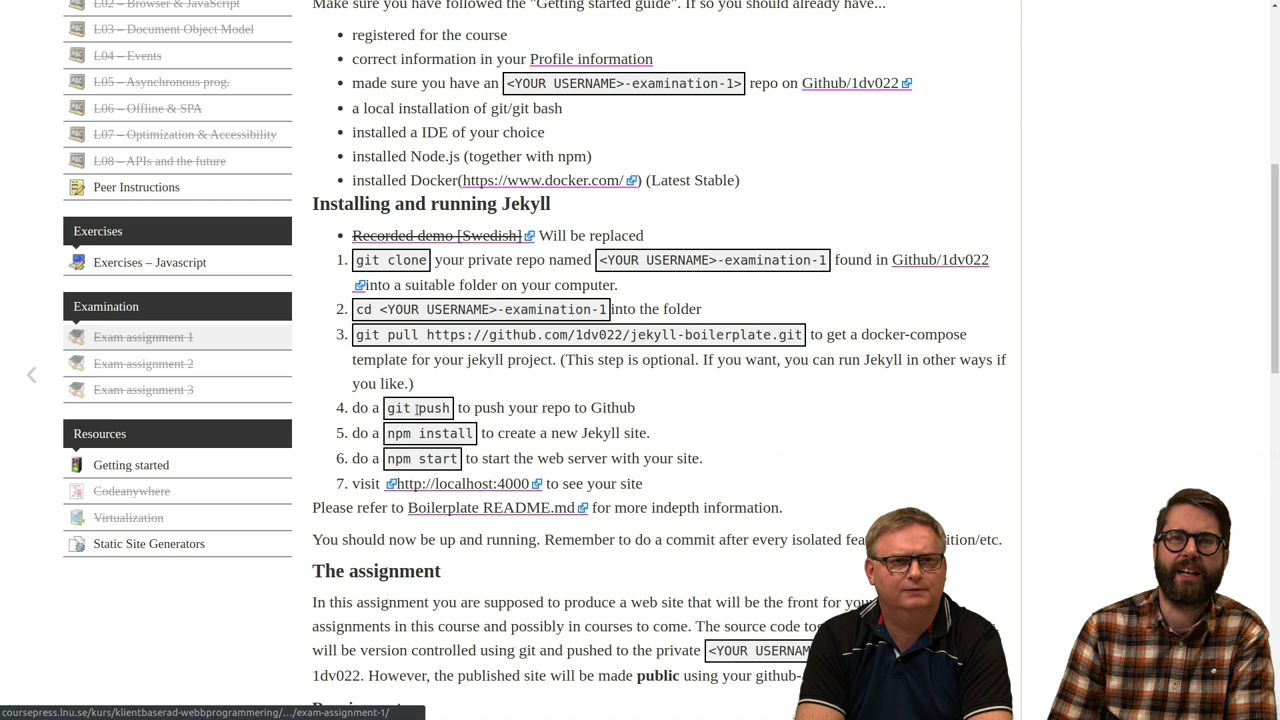 L02 – Browser & JavaScript
L03 – Document Object Model
L04 – Events
L05 – Asynchronous prog.
L06 – Offline & SPA
L07 – Optimization & Accessibility
L08 – APIs and the future
Peer Instructions
Exercises
Exercises – Javascript
Examination
Exam assignment 1
Exam assignment 2
Exam assignment 3
Resources
Getting started
Codeanywhere
Virtualization
Static Site Generators
Make sure you have followed the "Getting started guide". If so you should already have...
• registered for the course
• correct information in your Profile information
• made sure you have an <YOUR USERNAME>-examination-1> repo on Github/1dv022
• a local installation of git/git bash
• installed a IDE of your choice
• installed Node.js (together with npm)
• installed Docker(https://www.docker.com/ ) (Latest Stable)
Installing and running Jekyll
• Recorded demo [Swedish] Will be replaced
1. git clone your private repo named <YOUR USERNAME>-examination-1 found in Github/1dv022
into a suitable folder on your computer.
2. cd <YOUR USERNAME>-examination-1 into the folder
3. git pull https://github.com/1dv022/jekyll-boilerplate.git to get a docker-compose
template for your jekyll project. (This step is optional. If you want, you can run Jekyll in other ways if
you like.)
4. do a git push to push your repo to Github
5. do a npm install to create a new Jekyll site.
6. do a npm start to start the web server with your site.
7. visit http://localhost:4000 to see your site
Please refer to Boilerplate README.md for more indepth information.
You should now be up and running. Remember to do a commit after every isolated ition/etc.
The assignment
In this assignment you are supposed to produce a web site that will be the front for
assignments in this course and possibly in courses to come. The source code
will be version controlled using git and pushed to the private <YOUR
1dv022. However, the published site will be made public using your
coursepress.lnu.se/kurs/klientbaserad-webbprogrammering/…/exam-assignment-1/